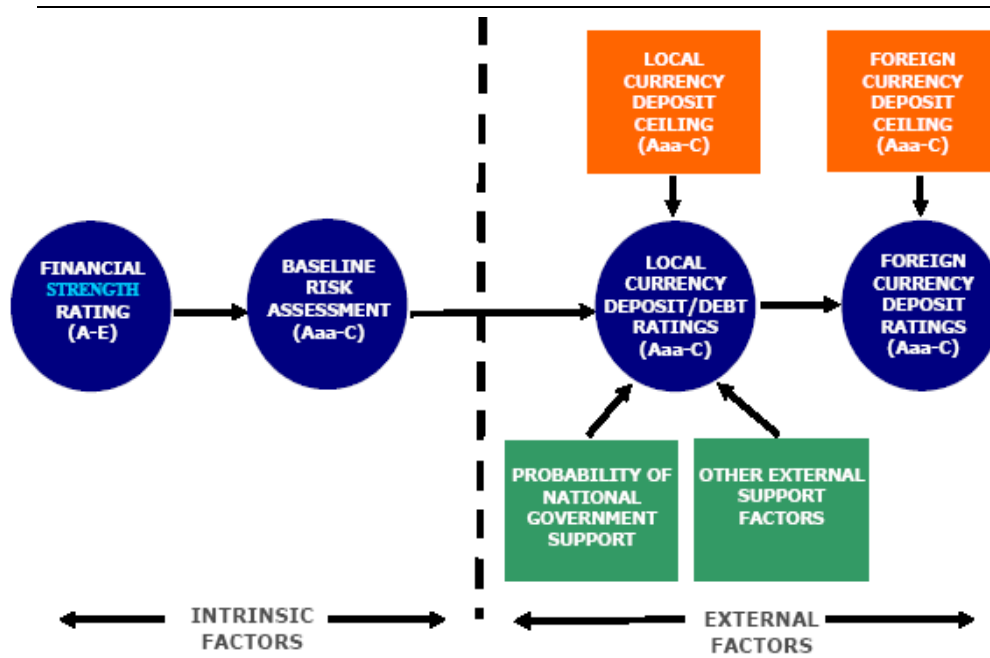 LOCAL
CURRENCY
DEPOSIT
CEILING
(Aaa-C)
FOREIGN
CURRENCY
DEPOSIT
CEILING
(Aaa-C)
FINANCIAL
STRENGTH
RATING
(A-E)
BASELINE
RISK
ASSESSMENT
(Aaa-C)
LOCAL
CURRENCY
DEPOSIT/DEBT
RATINGS
(Aaa-C)
FOREIGN
CURRENCY
DEPOSIT
RATINGS
(Aaa-C)
PROBABILITY OF
NATIONAL
GOVERNMENT
SUPPORT
OTHER EXTERNAL
SUPPORT
FACTORS
INTRINSIC
FACTORS
EXTERNAL
FACTORS